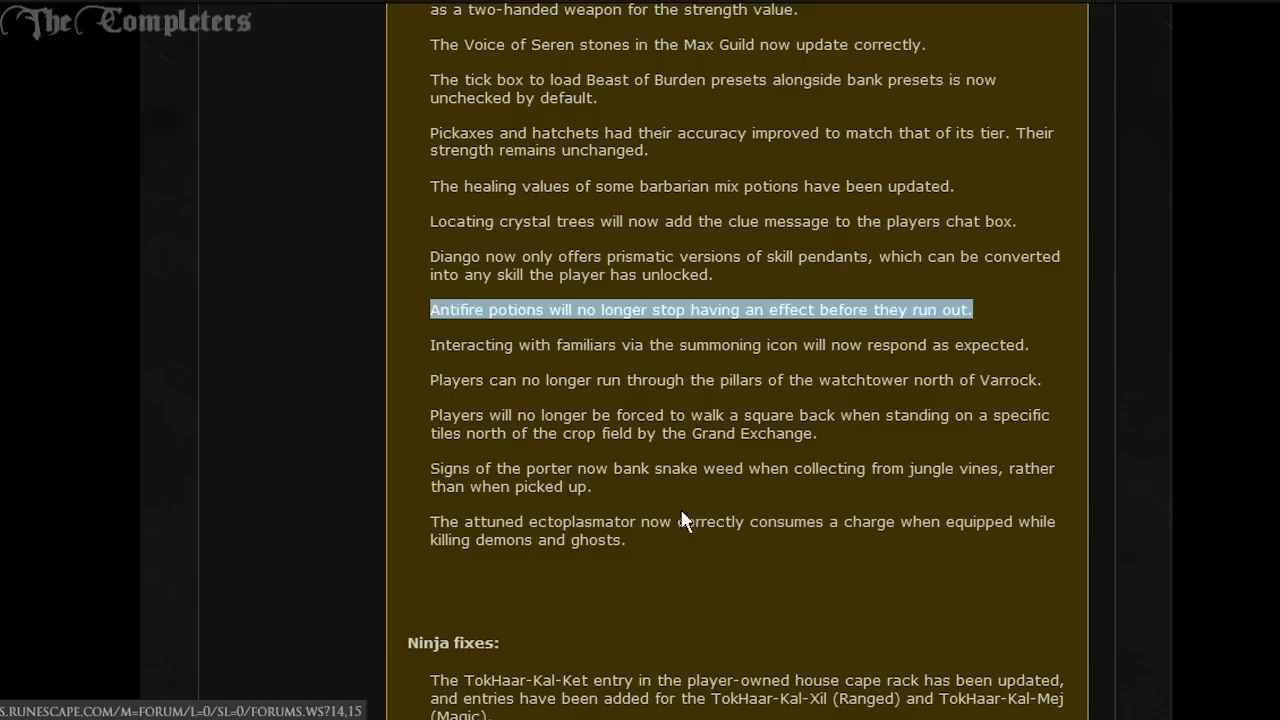 The Completers
as a two-handed weapon for the strength value.
The Voice of Seren stones in the Max Guild now update correctly.
The tick box to load Beast of Burden presets alongside bank presets is now
unchecked by default.
Pickaxes and hatchets had their accuracy improved to match that of its tier. Their
strength remains unchanged.
The healing values of some barbarian mix potions have been updated.
Locating crystal trees will now add the clue message to the players chat box.
Diango now only offers prismatic versions of skill pendants, which can be converted
into any skill the player has unlocked.
Antifire potions will no longer stop having an effect before they run out.
Interacting with familiars via the summoning icon will now respond as expected.
Players can no longer run through the pillars of the watchtower north of Varrock.
Players will no longer be forced to walk a square back when standing on a specific
tiles north of the crop field by the Grand Exchange.
Signs of the porter now bank snake weed when collecting from jungle vines, rather
than when picked up.
The attuned ectoplasmator now correctly consumes a charge when equipped while
killing demons and ghosts.
Ninja fixes:
The TokHaar-Kal-Ket entry in the player-owned house cape rack has been updated,
and entries have been added for the TokHaar-Kal-Xil (Ranged) and TokHaar-Kal-Mej
(Magic).
s.runescape.com/m=forum/l=0/sl=0/forums.ws?14,15